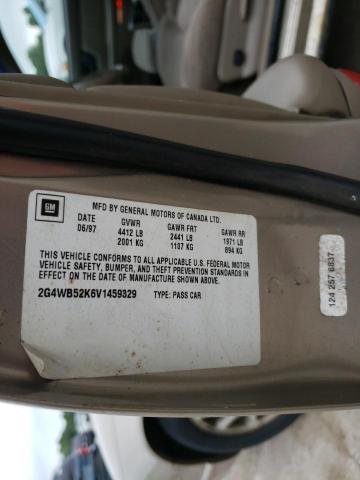 GM
MFD BY GENERAL MOTORS OF CANADA LTD.
DATE GVWR GAWR FRT GAWR RR
06/97 4412 LB 2441 LB 1971 LB
2001 KG 1107 KG 894 KG
THIS VEHICLE CONFORMS TO ALL APPLICABLE U.S. FEDERAL MOTOR
VEHICLE SAFETY, BUMPER, AND THEFT PREVENTION STANDARDS
IN EFFECT ON THE DATE OF MANUFACTURE SHOWN ABOVE.
2G4WB52K6V1459329 TYPE: PASS CAR
124 257 6837